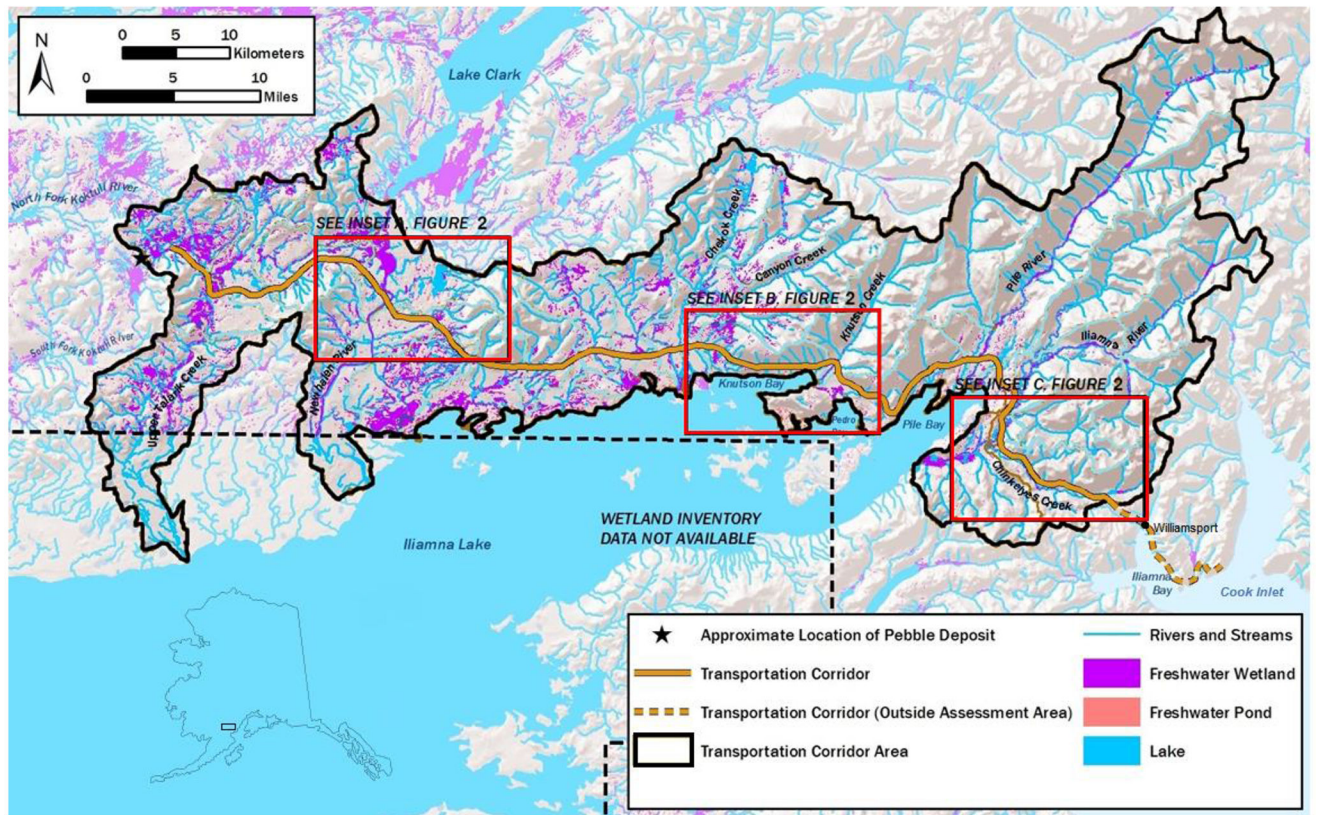 N
0 5 10
Kilometers
0 5 10
Miles
Lake Clark
North Fork Koktuli River
SEE INSET A, FIGURE 2
Chekok Creek
Canyon Creek
Knutson Creek
Pile River
Iliamna River
SEE INSET B, FIGURE 2
South Fork Koktuli River
Upper Talarik Creek
Newhalen River
Knutson Bay
Pedro
Pile Bay
SEE INSET C, FIGURE 2
Chinkelyes Creek
Williamsport
WETLAND INVENTORY
DATA NOT AVAILABLE
Iliamna Lake
Iliamna
Bay
Cook Inlet
Approximate Location of Pebble Deposit
Transportation Corridor
Transportation Corridor (Outside Assessment Area)
Transportation Corridor Area
Rivers and Streams
Freshwater Wetland
Freshwater Pond
Lake